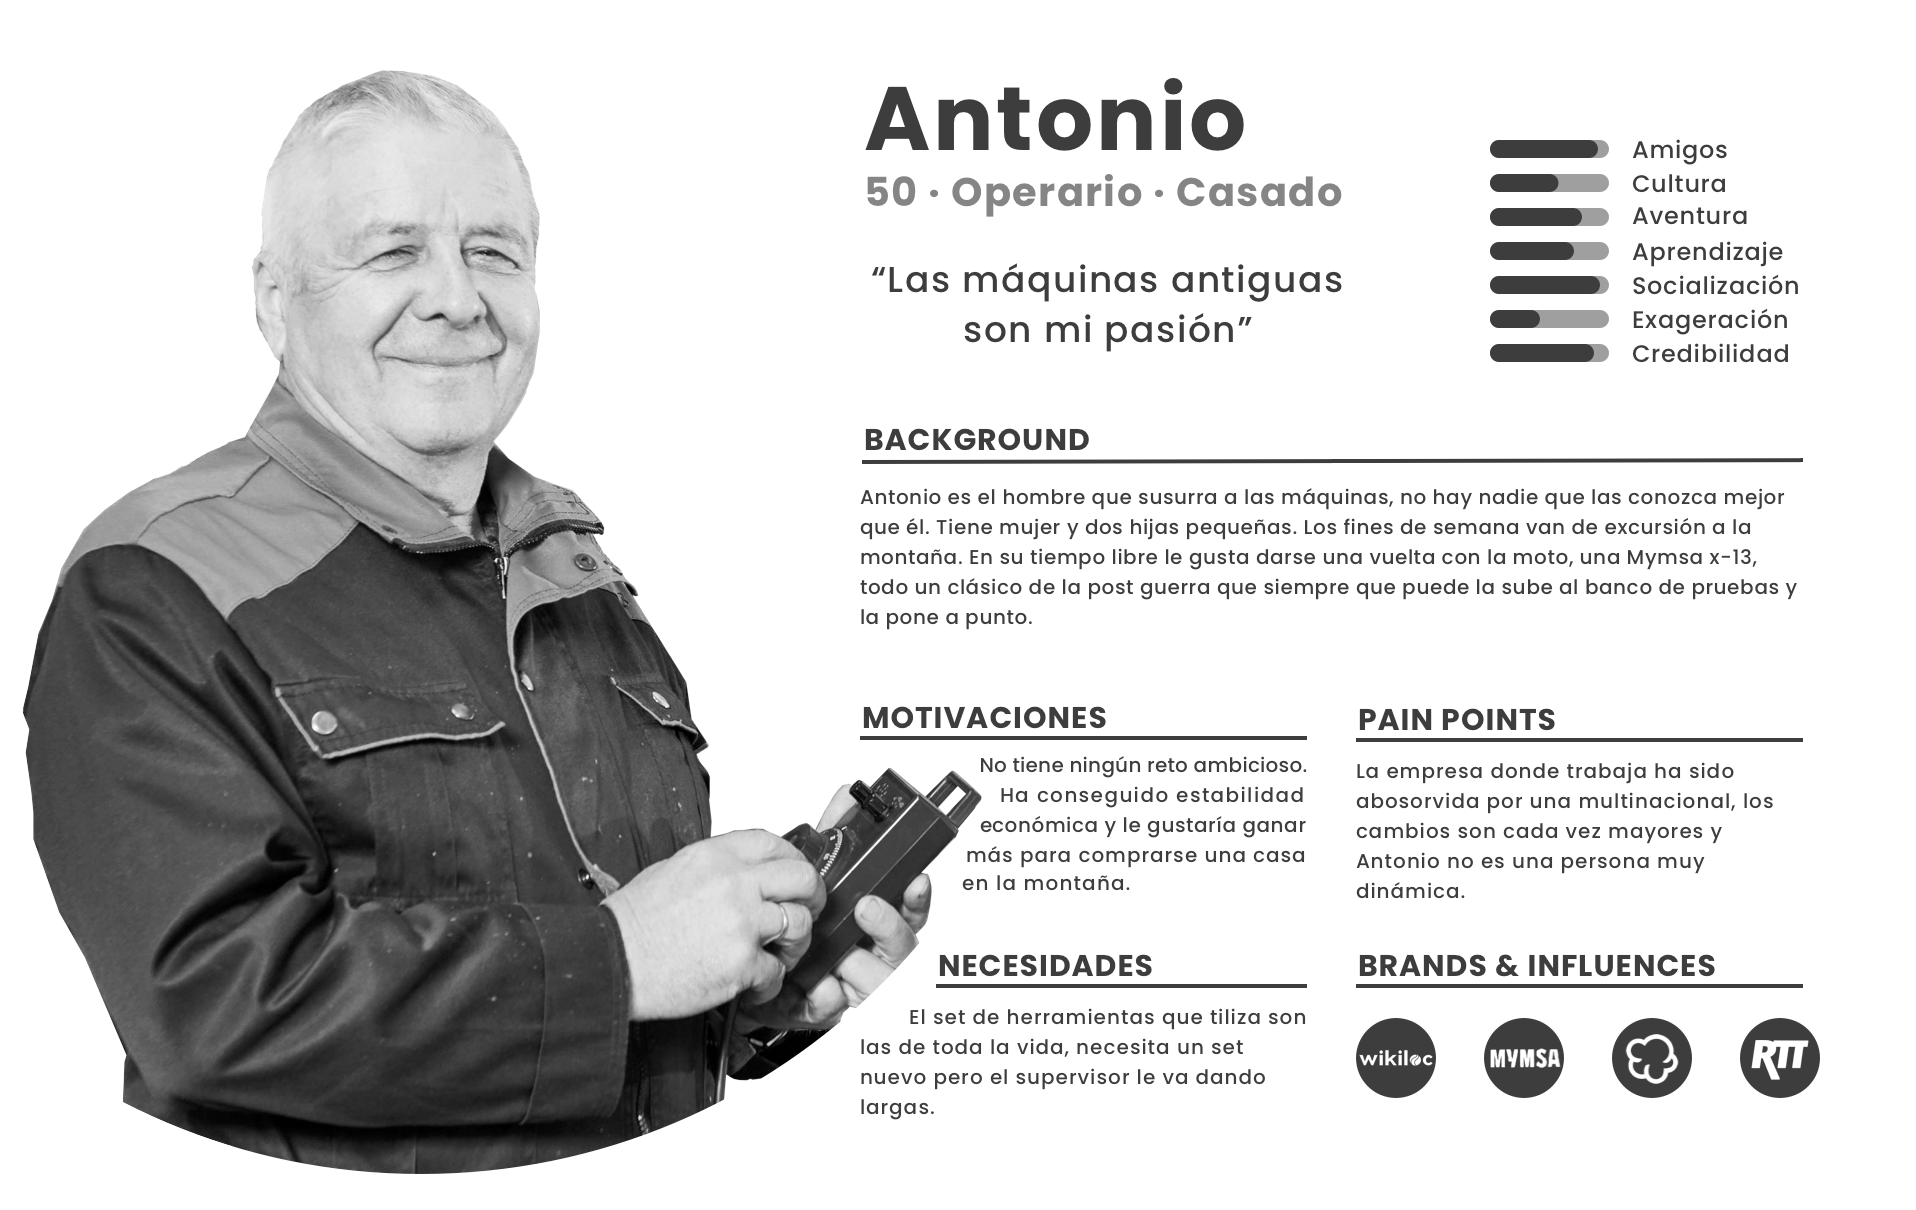 Antonio
50 · Operario · Casado
“Las máquinas antiguas
son mi pasión”
Amigos
Cultura
Aventura
Aprendizaje
Socialización
Exageración
Credibilidad
BACKGROUND
Antonio es el hombre que susurra a las máquinas, no hay nadie que las conozca mejor
que él. Tiene mujer y dos hijas pequeñas. Los fines de semana van de excursión a la
montaña. En su tiempo libre le gusta darse una vuelta con la moto, una Mymsa x-13,
todo un clásico de la post guerra que siempre que puede la sube al banco de pruebas y
la pone a punto.
MOTIVACIONES
No tiene ningún reto ambicioso.
Ha conseguido estabilidad
económica y le gustaría ganar
más para comprarse una casa
en la montaña.
PAIN POINTS
La empresa donde trabaja ha sido
abosorvida por una multinacional, los
cambios son cada vez mayores y
Antonio no es una persona muy
dinámica.
NECESIDADES
El set de herramientas que tiliza son
las de toda la vida, necesita un set
nuevo pero el supervisor le va dando
largas.
BRANDS & INFLUENCES
wikiloc
MYMSA
RTT